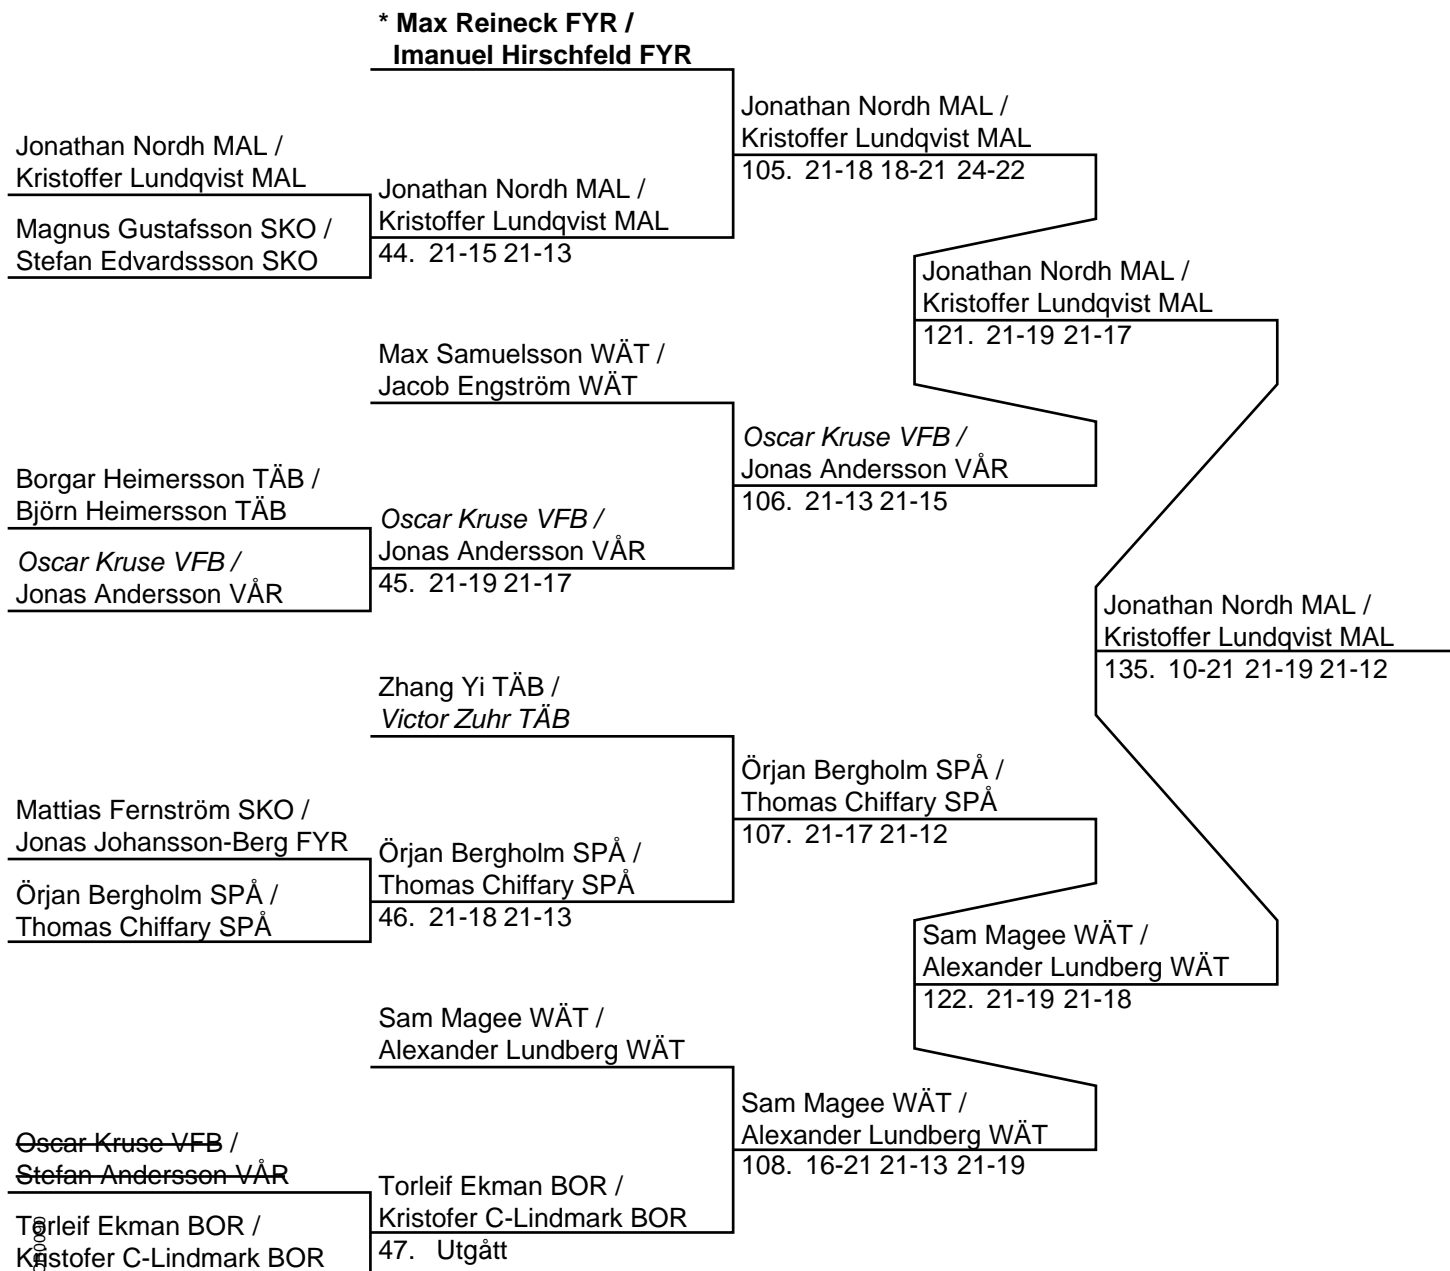 * Max Reineck FYR /
Imanuel Hirschfeld FYR
Jonathan Nordh MAL /
Kristoffer Lundqvist MAL
105. 21-18 18-21 24-22
Jonathan Nordh MAL /
Kristoffer Lundqvist MAL
Jonathan Nordh MAL /
Kristoffer Lundqvist MAL
44. 21-15 21-13
Magnus Gustafsson SKO /
Stefan Edvardssson SKO
Jonathan Nordh MAL /
Kristoffer Lundqvist MAL
121. 21-19 21-17
Max Samuelsson WÄT /
Jacob Engström WÄT
Oscar Kruse VFB /
Jonas Andersson VÅR
106. 21-13 21-15
Borgar Heimersson TÄB /
Björn Heimersson TÄB
Oscar Kruse VFB /
Jonas Andersson VÅR
45. 21-19 21-17
Oscar Kruse VFB /
Jonas Andersson VÅR
Jonathan Nordh MAL /
Kristoffer Lundqvist MAL
135. 10-21 21-19 21-12
Zhang Yi TÄB /
Victor Zuhr TÄB
Örjan Bergholm SPÅ /
Thomas Chiffary SPÅ
107. 21-17 21-12
Mattias Fernström SKO /
Jonas Johansson-Berg FYR
Örjan Bergholm SPÅ /
Thomas Chiffary SPÅ
46. 21-18 21-13
Örjan Bergholm SPÅ /
Thomas Chiffary SPÅ
Sam Magee WÄT /
Alexander Lundberg WÄT
122. 21-19 21-18
Sam Magee WÄT /
Alexander Lundberg WÄT
Sam Magee WÄT /
Alexander Lundberg WÄT
108. 16-21 21-13 21-19
Oscar Kruse VFB /
Stefan Andersson VÅR
Torleif Ekman BOR /
Kristofer C-Lindmark BOR
47. Utgått
Torleif Ekman BOR /
Kristofer C-Lindmark BOR